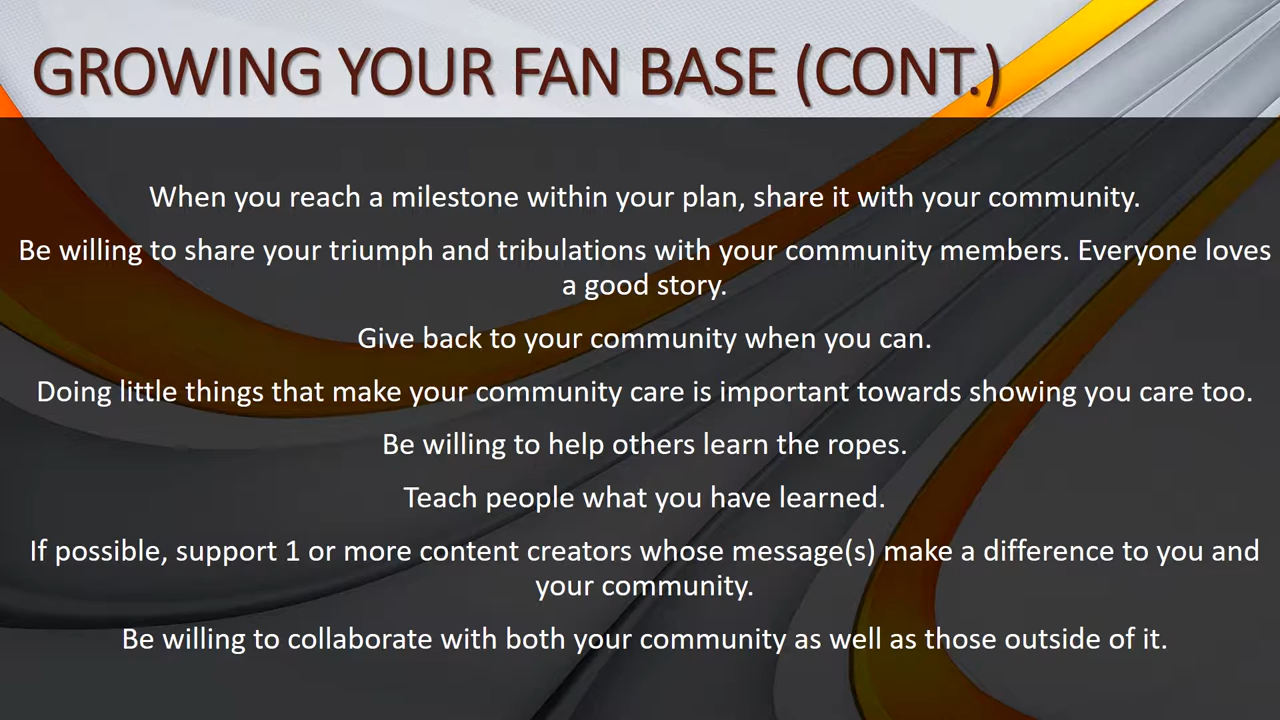 GROWING YOUR FAN BASE (CONT.)
When you reach a milestone within your plan, share it with your community.
Be willing to share your triumph and tribulations with your community members. Everyone loves
a good story.
Give back to your community when you can.
Doing little things that make your community care is important towards showing you care too.
Be willing to help others learn the ropes.
Teach people what you have learned.
If possible, support 1 or more content creators whose message(s) make a difference to you and
your community.
Be willing to collaborate with both your community as well as those outside of it.